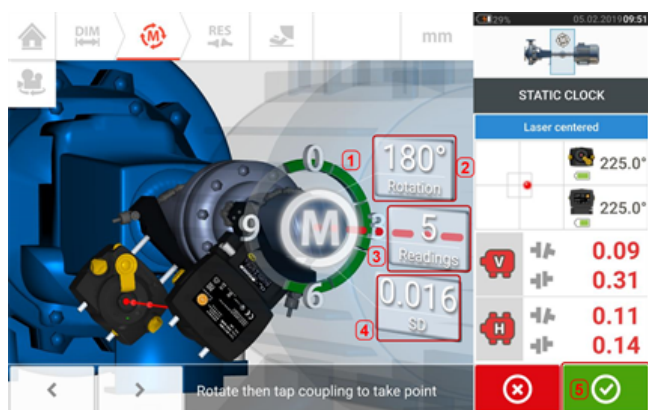 DIM
RES
mm
29%
05.02.2019 09:51
STATIC CLOCK
Laser centered
225.0°
225.0°
0
1
180°
Rotation
2
9
M
3
5
Readings
3
6
0.016
SD
4
V
0.09
0.31
H
0.11
0.14
Rotate then tap coupling to take point
5